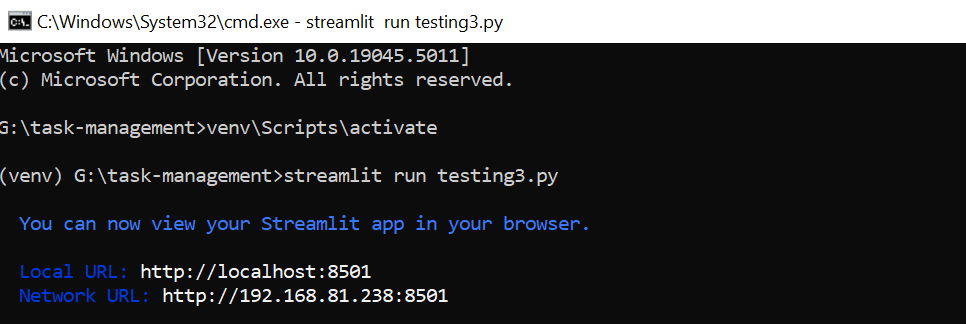 C:\Windows\System32\cmd.exe - streamlit  run testing3.py
Microsoft Windows [Version 10.0.19045.5011]
(c) Microsoft Corporation. All rights reserved.
G:\task-management>venv\Scripts\activate
(venv) G:\task-management>streamlit run testing3.py
You can now view your Streamlit app in your browser.
Local URL: http://localhost:8501
Network URL: http://192.168.81.238:8501